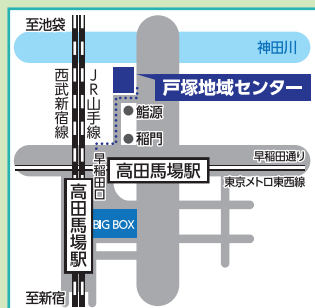 至池袋
神田川
西武新宿線
JR山手線
戸塚地域センター
鮨源
稲門
早稲田口
早稲田通り
高田馬場駅
東京メトロ東西線
高田馬場駅
BIG BOX
至新宿